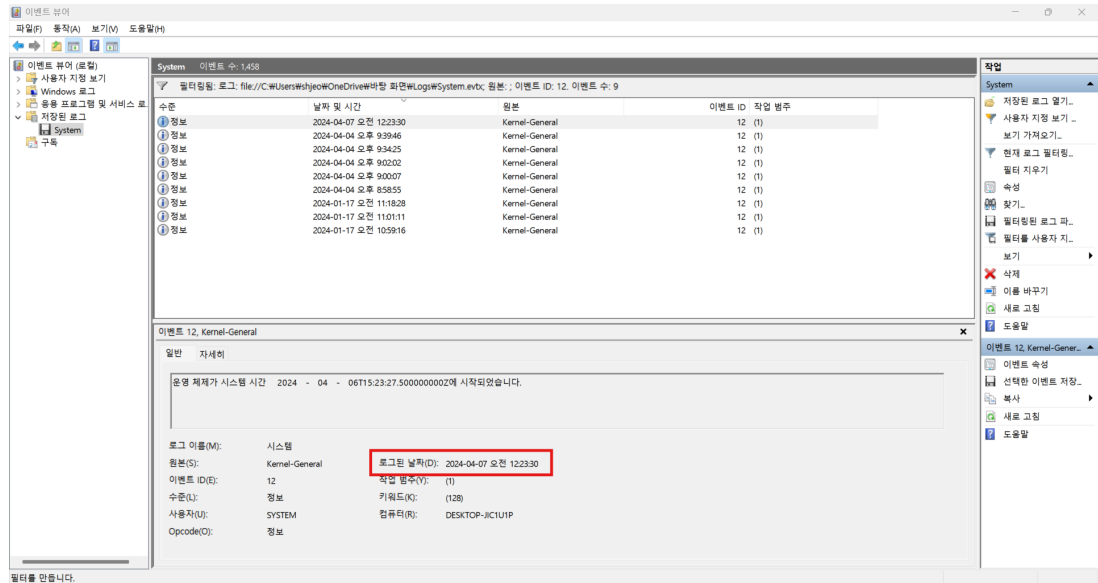 이벤트 뷰어
파일(F) 동작(A) 보기(V) 도움말(H)
이벤트 뷰어 (로컬)
사용자 지정 보기
Windows 로그
응용 프로그램 및 서비스 로
저장된 로그
System
구독
System 이벤트 수: 1,458
필터링됨: 로그: file://C:₩Users₩shjeo₩OneDrive₩바탕 화면₩Logs₩System.evtx; 원본: ; 이벤트 ID: 12. 이벤트 수: 9
수준 날짜 및 시간 원본 이벤트 ID 작업 범주
정보 2024-04-07 오전 12:23:30 Kernel-General 12 (1)
정보 2024-04-04 오후 9:39:46 Kernel-General 12 (1)
정보 2024-04-04 오후 9:34:25 Kernel-General 12 (1)
정보 2024-04-04 오후 9:02:02 Kernel-General 12 (1)
정보 2024-04-04 오후 9:00:07 Kernel-General 12 (1)
정보 2024-04-04 오후 8:58:55 Kernel-General 12 (1)
정보 2024-01-17 오전 11:18:28 Kernel-General 12 (1)
정보 2024-01-17 오전 11:01:11 Kernel-General 12 (1)
정보 2024-01-17 오전 10:59:16 Kernel-General 12 (1)
이벤트 12, Kernel-General
일반 자세히
운영 체제가 시스템 시간 2024 - 04 - 06T15:23:27.500000000Z에 시작되었습니다.
로그 이름(M): 시스템
원본(S): Kernel-General 로그된 날짜(D): 2024-04-07 오전 12:23:30
이벤트 ID(E): 12 작업 범주(Y): (1)
수준(L): 정보 키워드(K): (128)
사용자(U): SYSTEM 컴퓨터(R): DESKTOP-JIC1U1P
Opcode(O): 정보
작업
System
저장된 로그 열기...
사용자 지정 보기 ...
보기 가져오기...
현재 로그 필터링...
필터 지우기
속성
찾기...
필터링된 로그 파...
필터를 사용자 지...
보기
삭제
이름 바꾸기
새로 고침
도움말
이벤트 12, Kernel-Gener...
이벤트 속성
선택한 이벤트 저장...
복사
새로 고침
도움말
필터를 만듭니다.